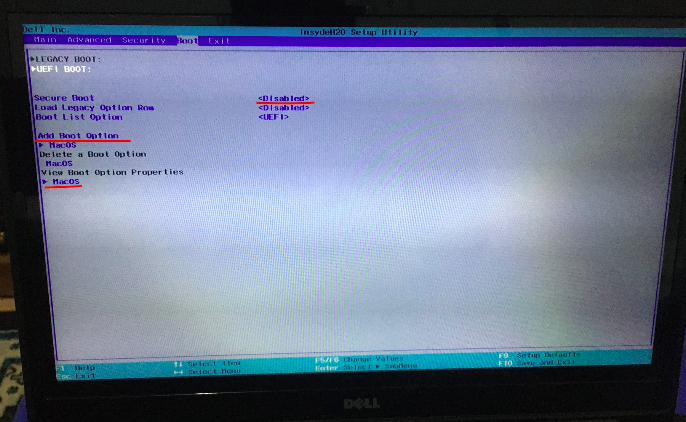 Dell Inc. InsydeH2O Setup Utility
Main Advanced Security Boot Exit
▶LEGACY BOOT:
▶UEFI BOOT:
Secure Boot <Disabled>
Load Legacy Option Rom <Disabled>
Boot List Option <UEFI>
Add Boot Option
▶ MacOS
Delete a Boot Option
MacOS
View Boot Option Properties
▶ MacOS
F1 Help ↑↓ Select Item F5/F6 Change Values F9 Setup Defaults
Esc Exit ↔ Select Menu Enter Select ▶ SubMenu F10 Save and Exit
DELL